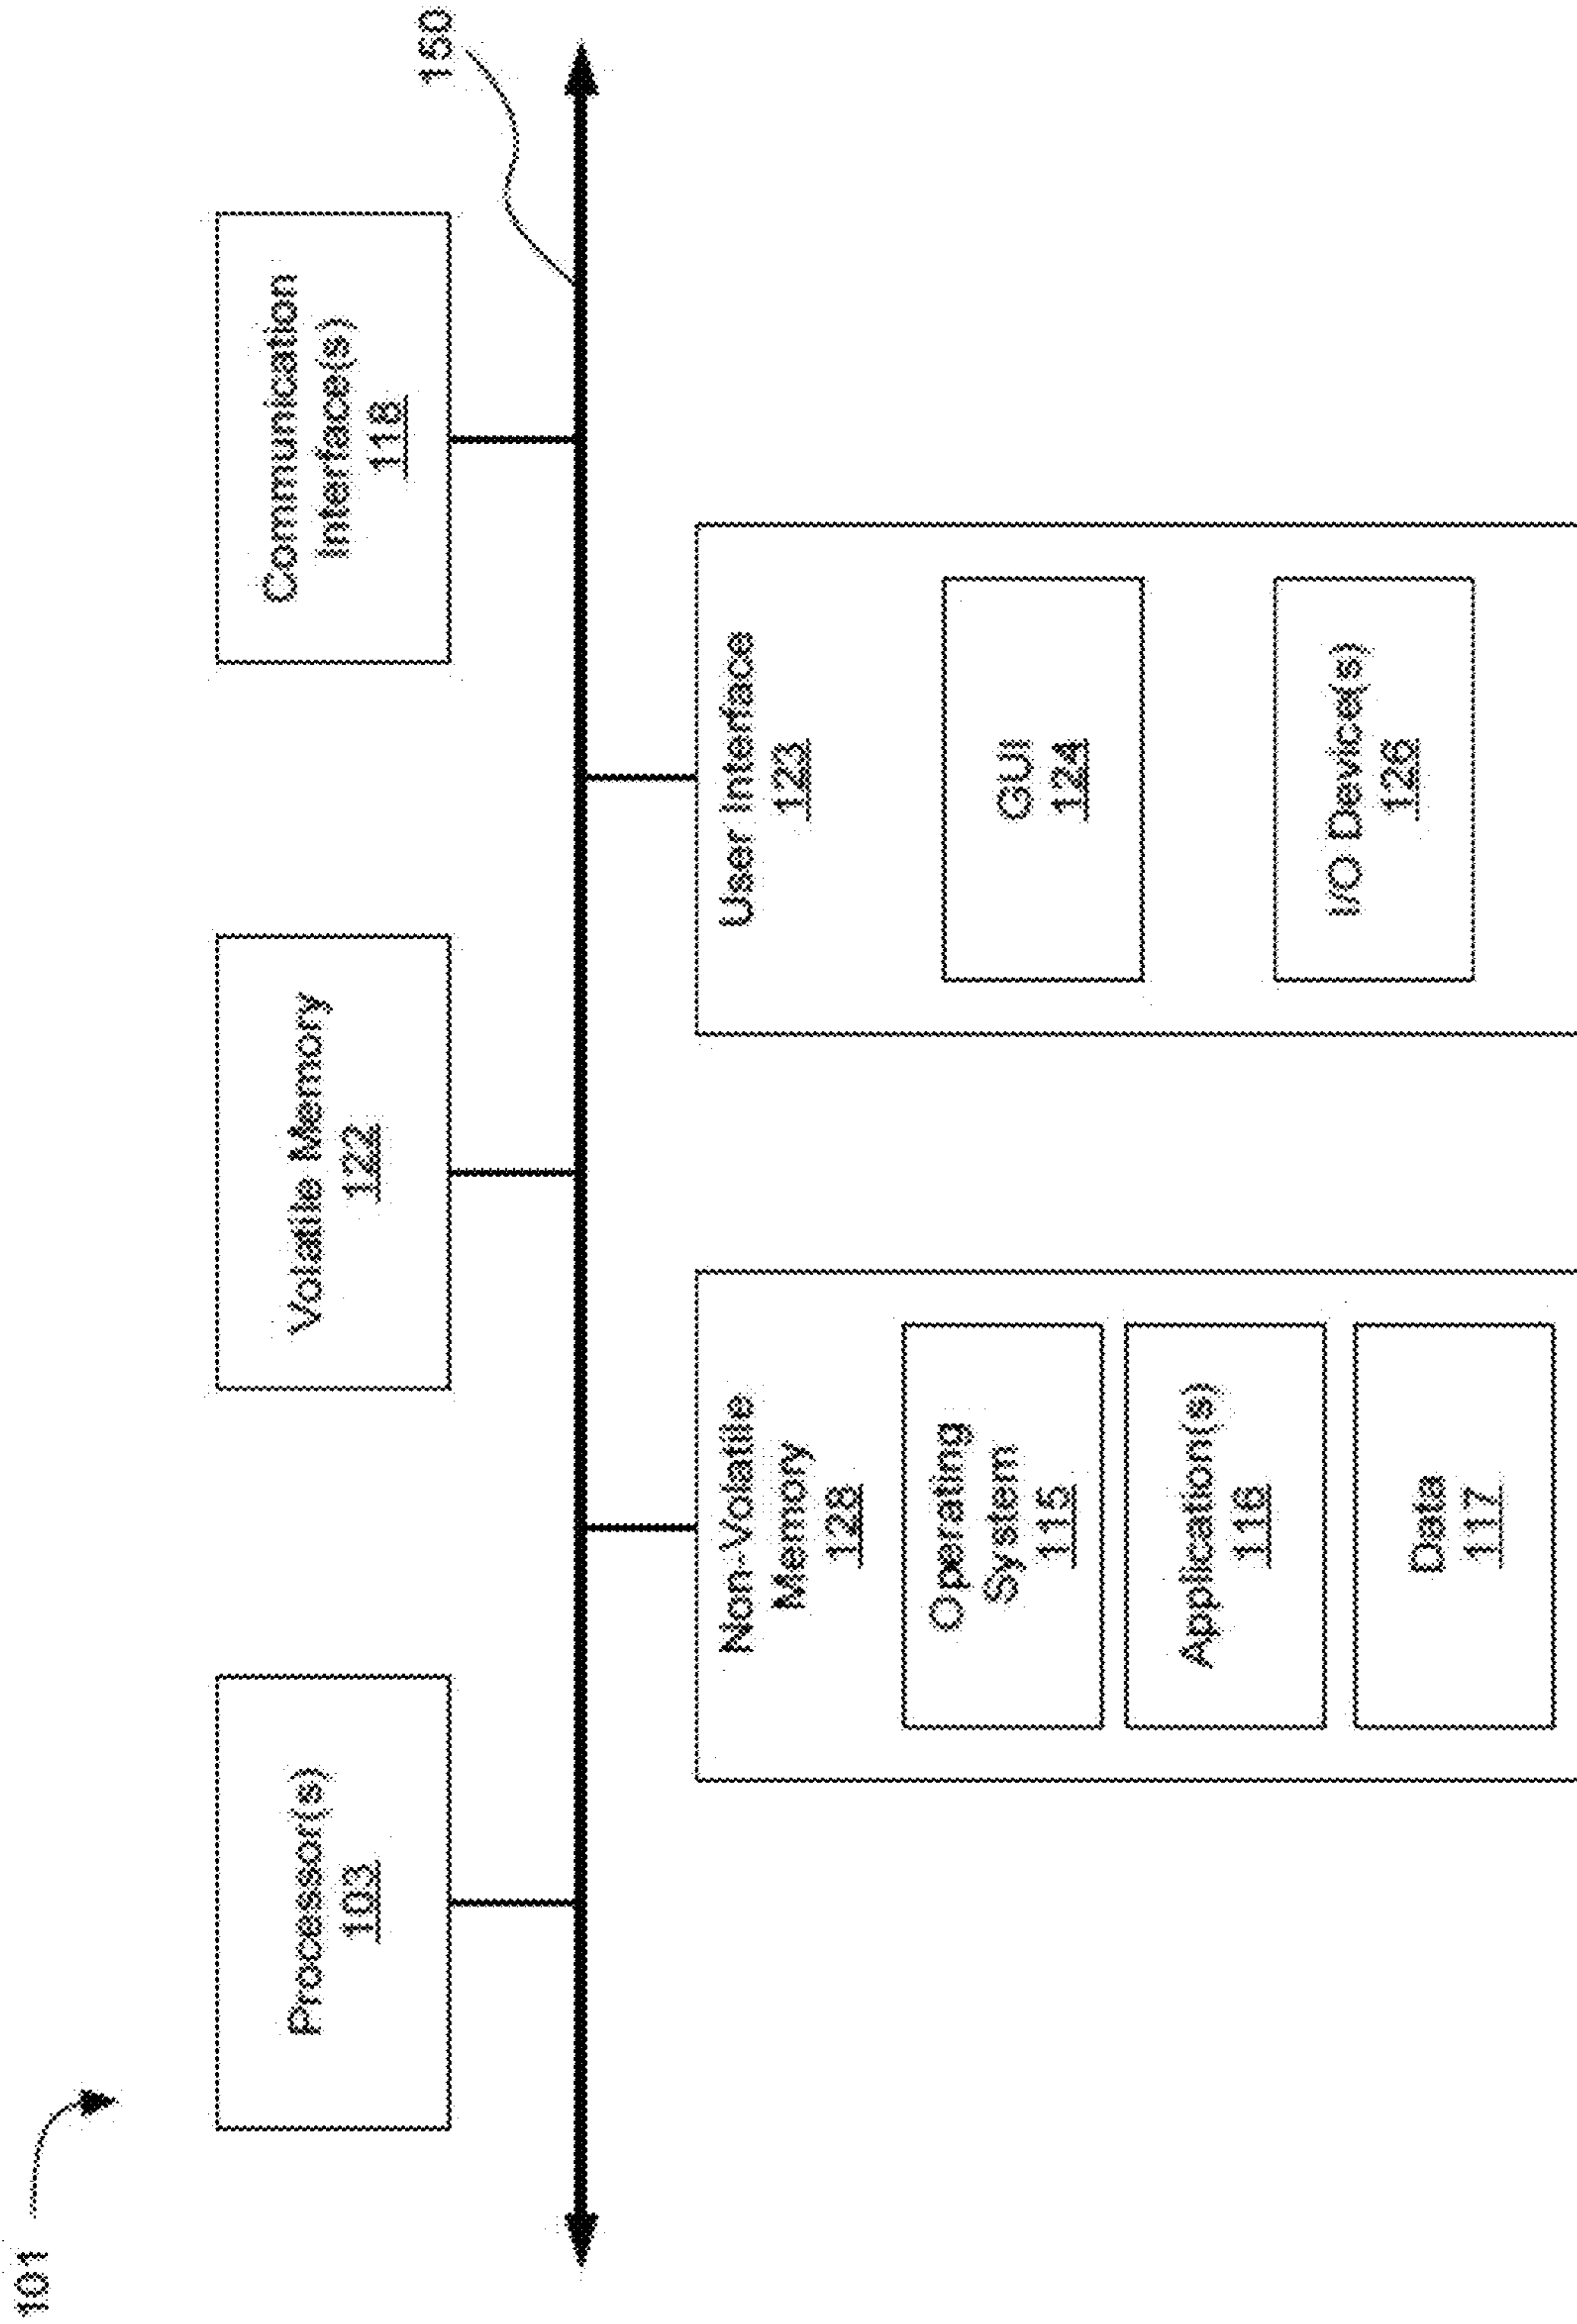 101
Processor(s)
103
Volatile Memory
122
Communication
Interface(s)
118
150
Non-Volatile
Memory
128
Operating
System
115
Application(s)
116
Data
117
User Interface
123
GUI
124
I/O Device(s)
126